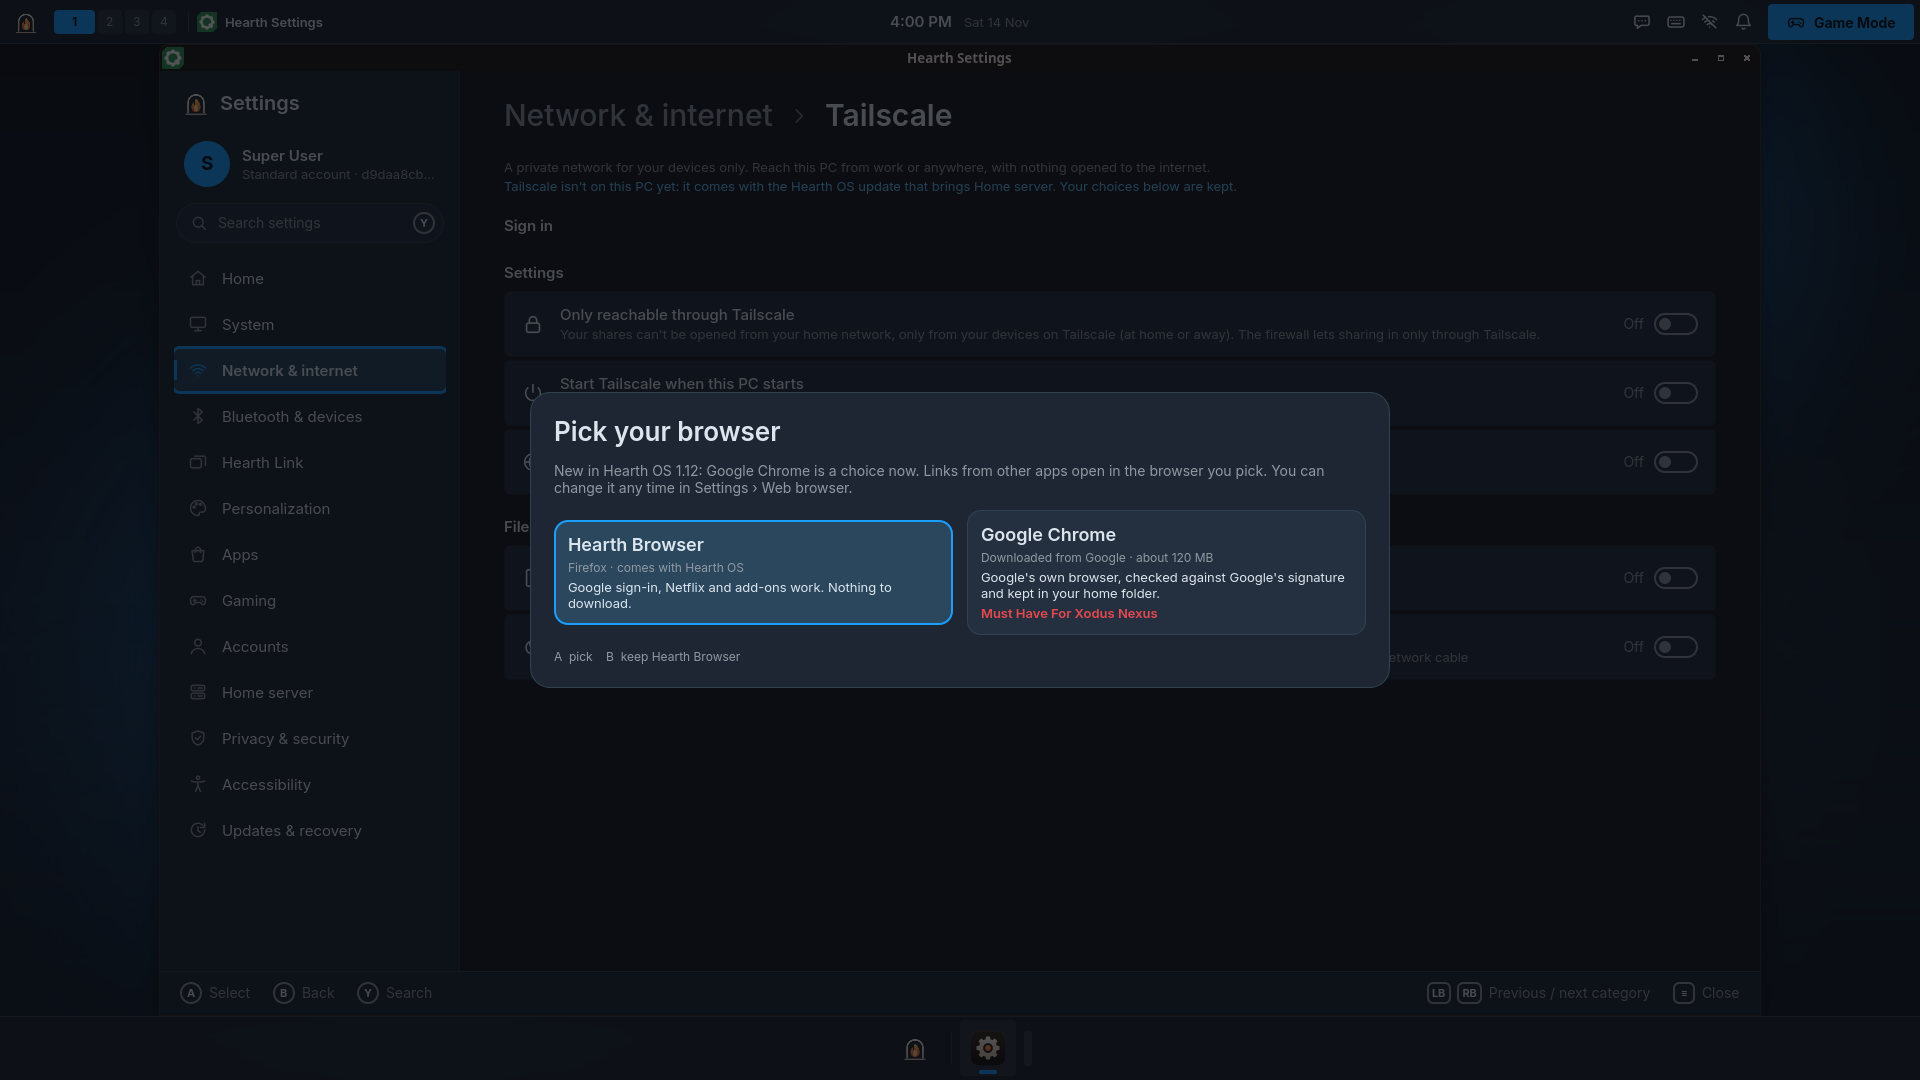 1 2 3 4 Hearth Settings 4:00 PM Sat 14 Nov Game Mode
Hearth Settings
Settings
S
Super User
Standard account · d9daa8cb...
Search settings Y
Home
System
Network & internet
Bluetooth & devices
Hearth Link
Personalization
Apps
Gaming
Accounts
Home server
Privacy & security
Accessibility
Updates & recovery
Network & internet › Tailscale
A private network for your devices only. Reach this PC from work or anywhere, with nothing opened to the internet.
Tailscale isn't on this PC yet: it comes with the Hearth OS update that brings Home server. Your choices below are kept.
Sign in
Settings
Only reachable through Tailscale
Your shares can't be opened from your home network, only from your devices on Tailscale (at home or away). The firewall lets sharing in only through Tailscale.
Off
Start Tailscale when this PC starts
Off
Off
File
Off
etwork cable
Off
Pick your browser
New in Hearth OS 1.12: Google Chrome is a choice now. Links from other apps open in the browser you pick. You can
change it any time in Settings › Web browser.
Hearth Browser
Firefox · comes with Hearth OS
Google sign-in, Netflix and add-ons work. Nothing to
download.
Google Chrome
Downloaded from Google · about 120 MB
Google's own browser, checked against Google's signature
and kept in your home folder.
Must Have For Xodus Nexus
A pick B keep Hearth Browser
A Select B Back Y Search LB RB Previous / next category ≡ Close